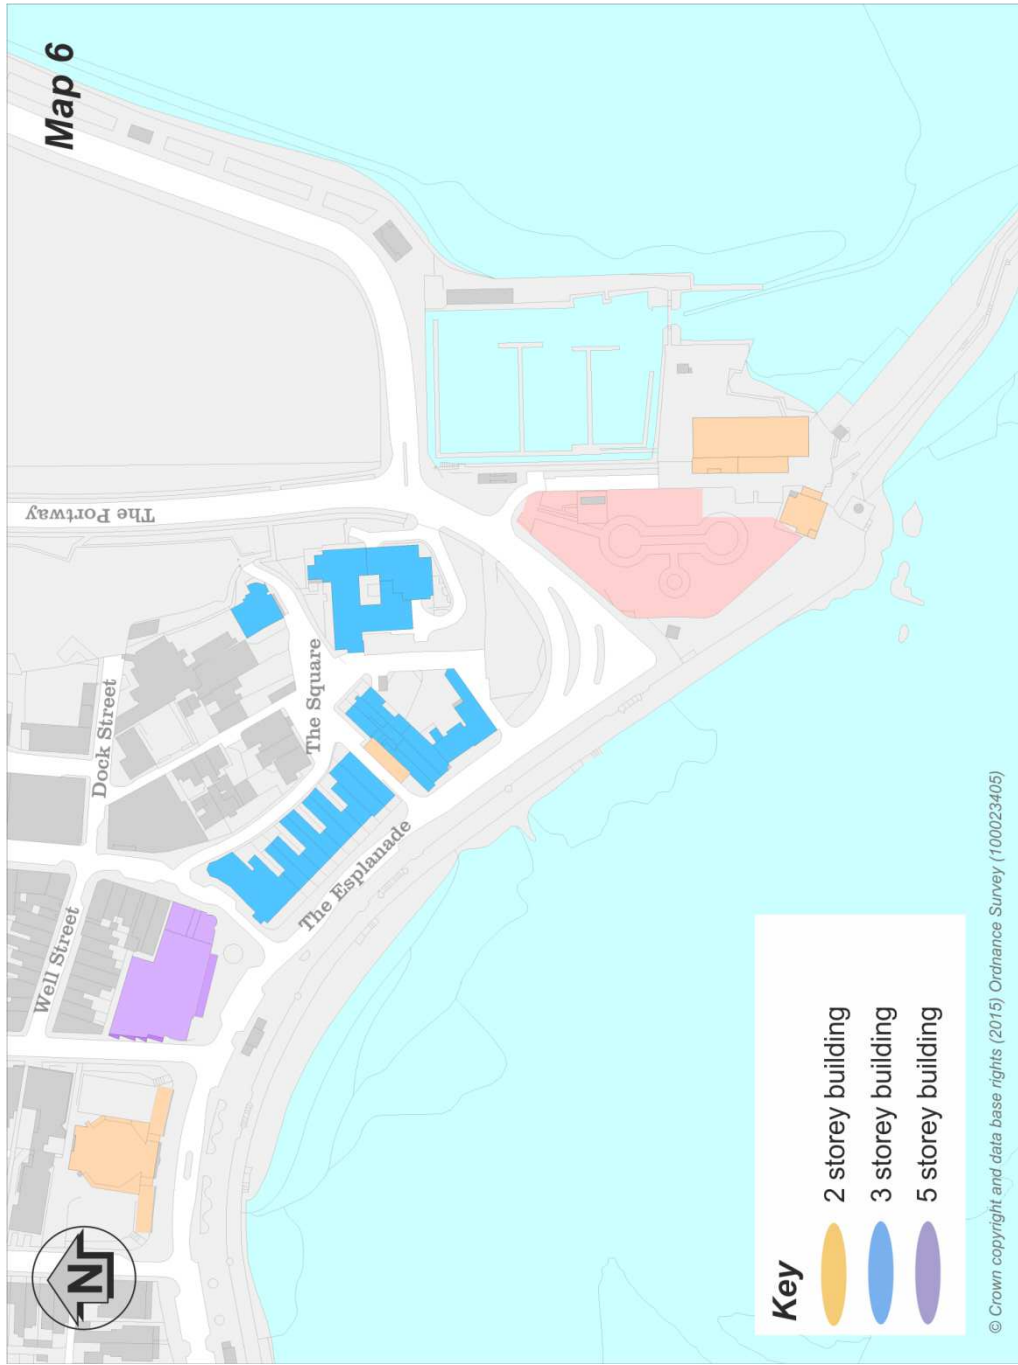 Map 6
N
Well Street
Dock Street
The Square
The Portway
The Esplanade
Key
2 storey building
3 storey building
5 storey building
© Crown copyright and data base rights (2015) Ordnance Survey (100023405)